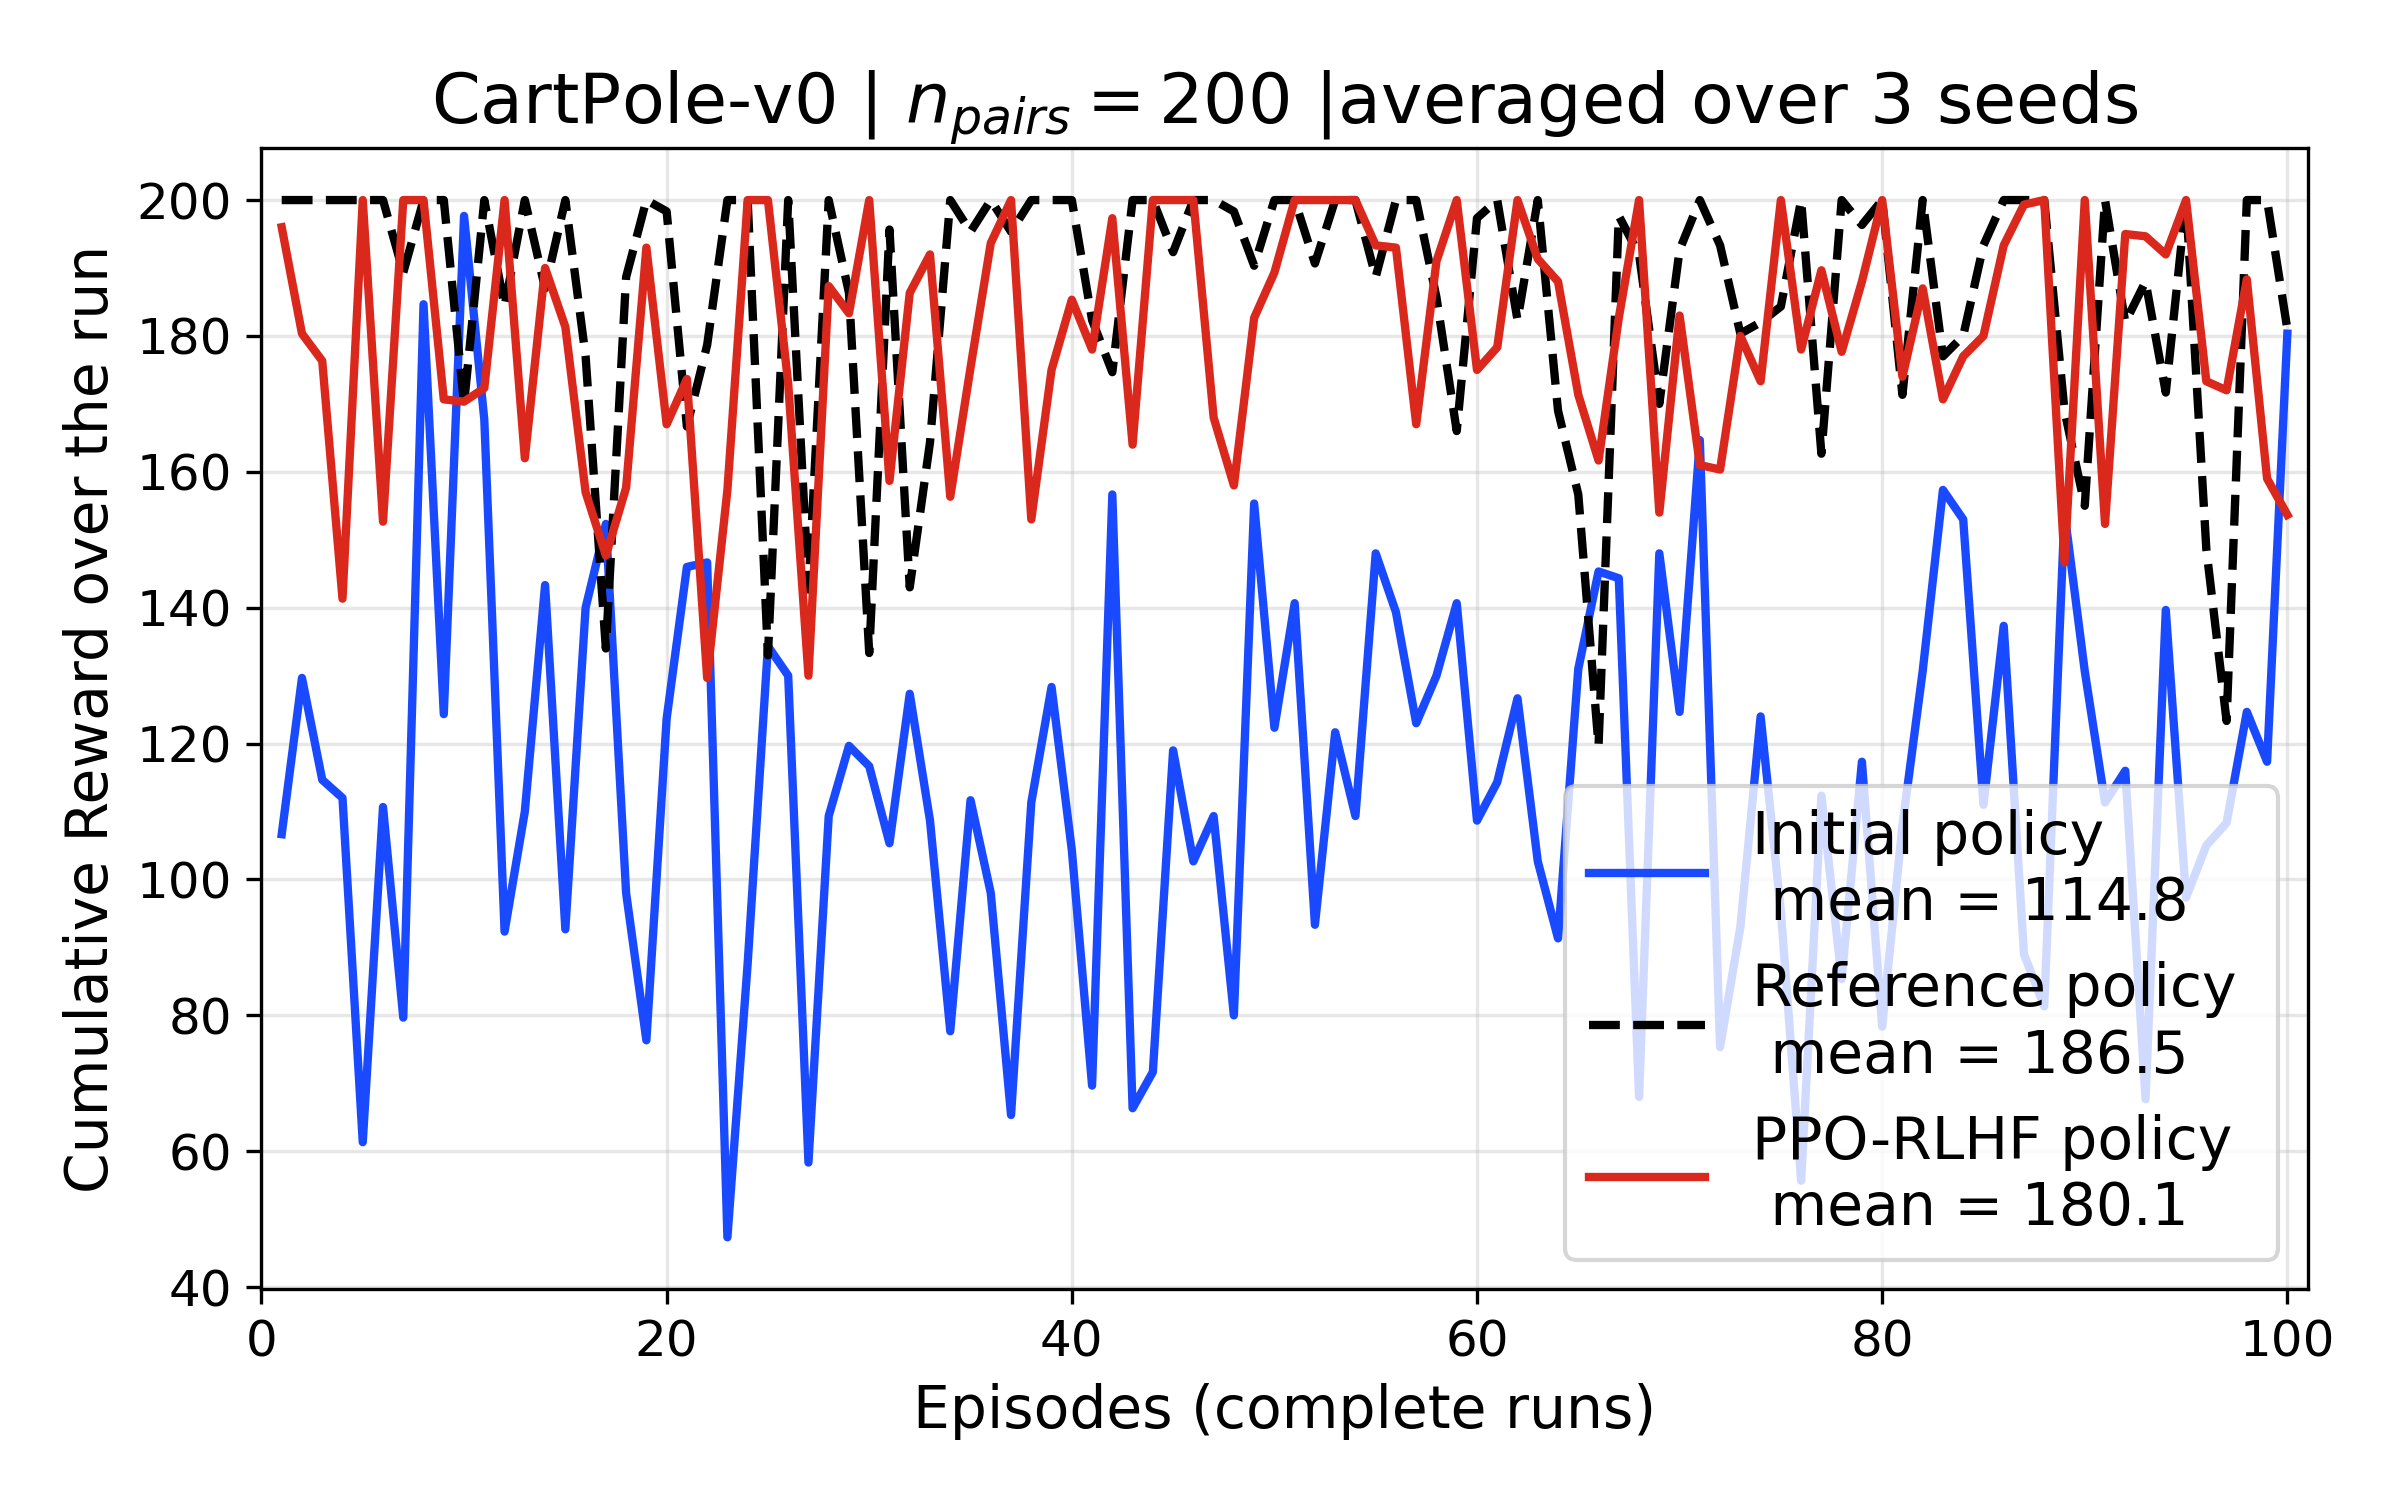 CartPole-v0 | n_pairs = 200 |averaged over 3 seeds
Cumulative Reward over the run
200
180
160
140
120
100
80
60
40
Initial policy
mean = 114.8
Reference policy
mean = 186.5
PPO-RLHF policy
mean = 180.1
0 20 40 60 80 100
Episodes (complete runs)